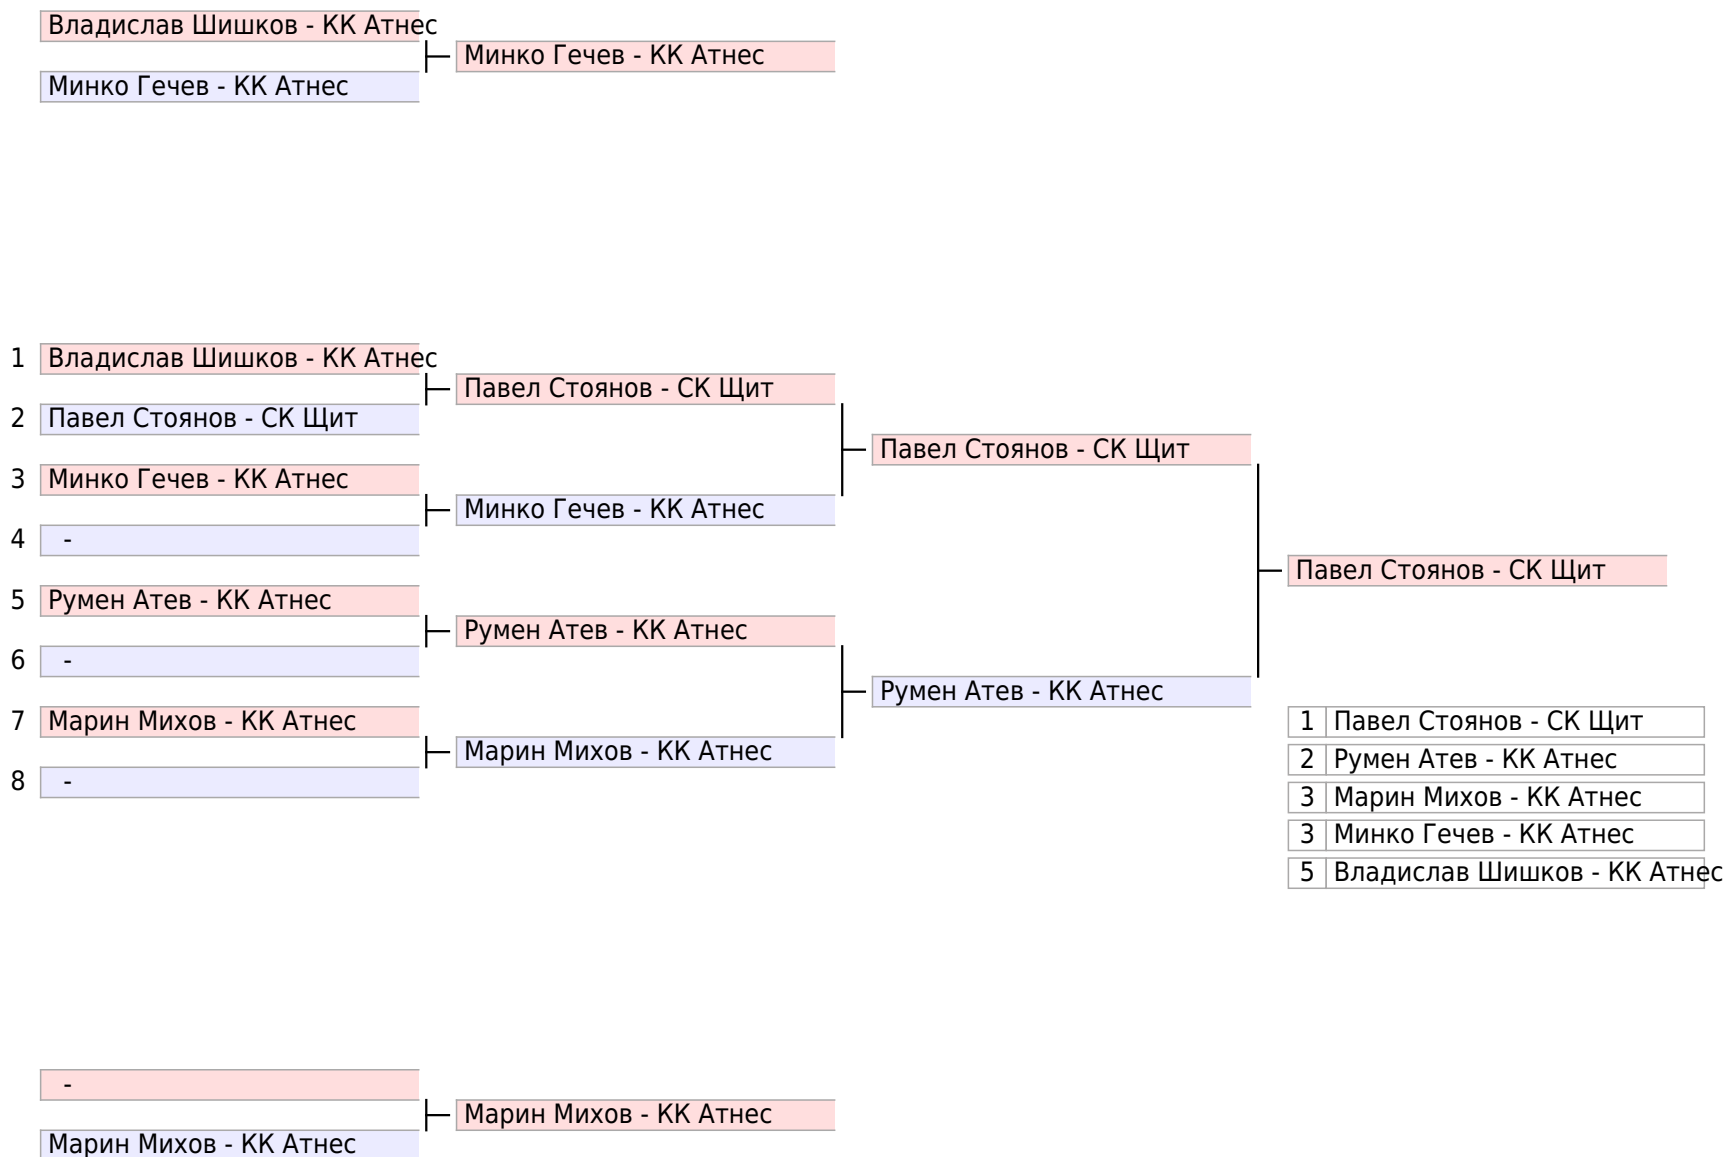 Владислав Шишков - КК Атнес
Минко Гечев - КК Атнес
Минко Гечев - КК Атнес
1 Владислав Шишков - КК Атнес
Павел Стоянов - СК Щит
2 Павел Стоянов - СК Щит
Павел Стоянов - СК Щит
3 Минко Гечев - КК Атнес
Минко Гечев - КК Атнес
4 -
Павел Стоянов - СК Щит
5 Румен Атев - КК Атнес
Румен Атев - КК Атнес
6 -
Румен Атев - КК Атнес
7 Марин Михов - КК Атнес
Марин Михов - КК Атнес
8 -
1 Павел Стоянов - СК Щит
2 Румен Атев - КК Атнес
3 Марин Михов - КК Атнес
3 Минко Гечев - КК Атнес
5 Владислав Шишков - КК Атнес
-
Марин Михов - КК Атнес
Марин Михов - КК Атнес